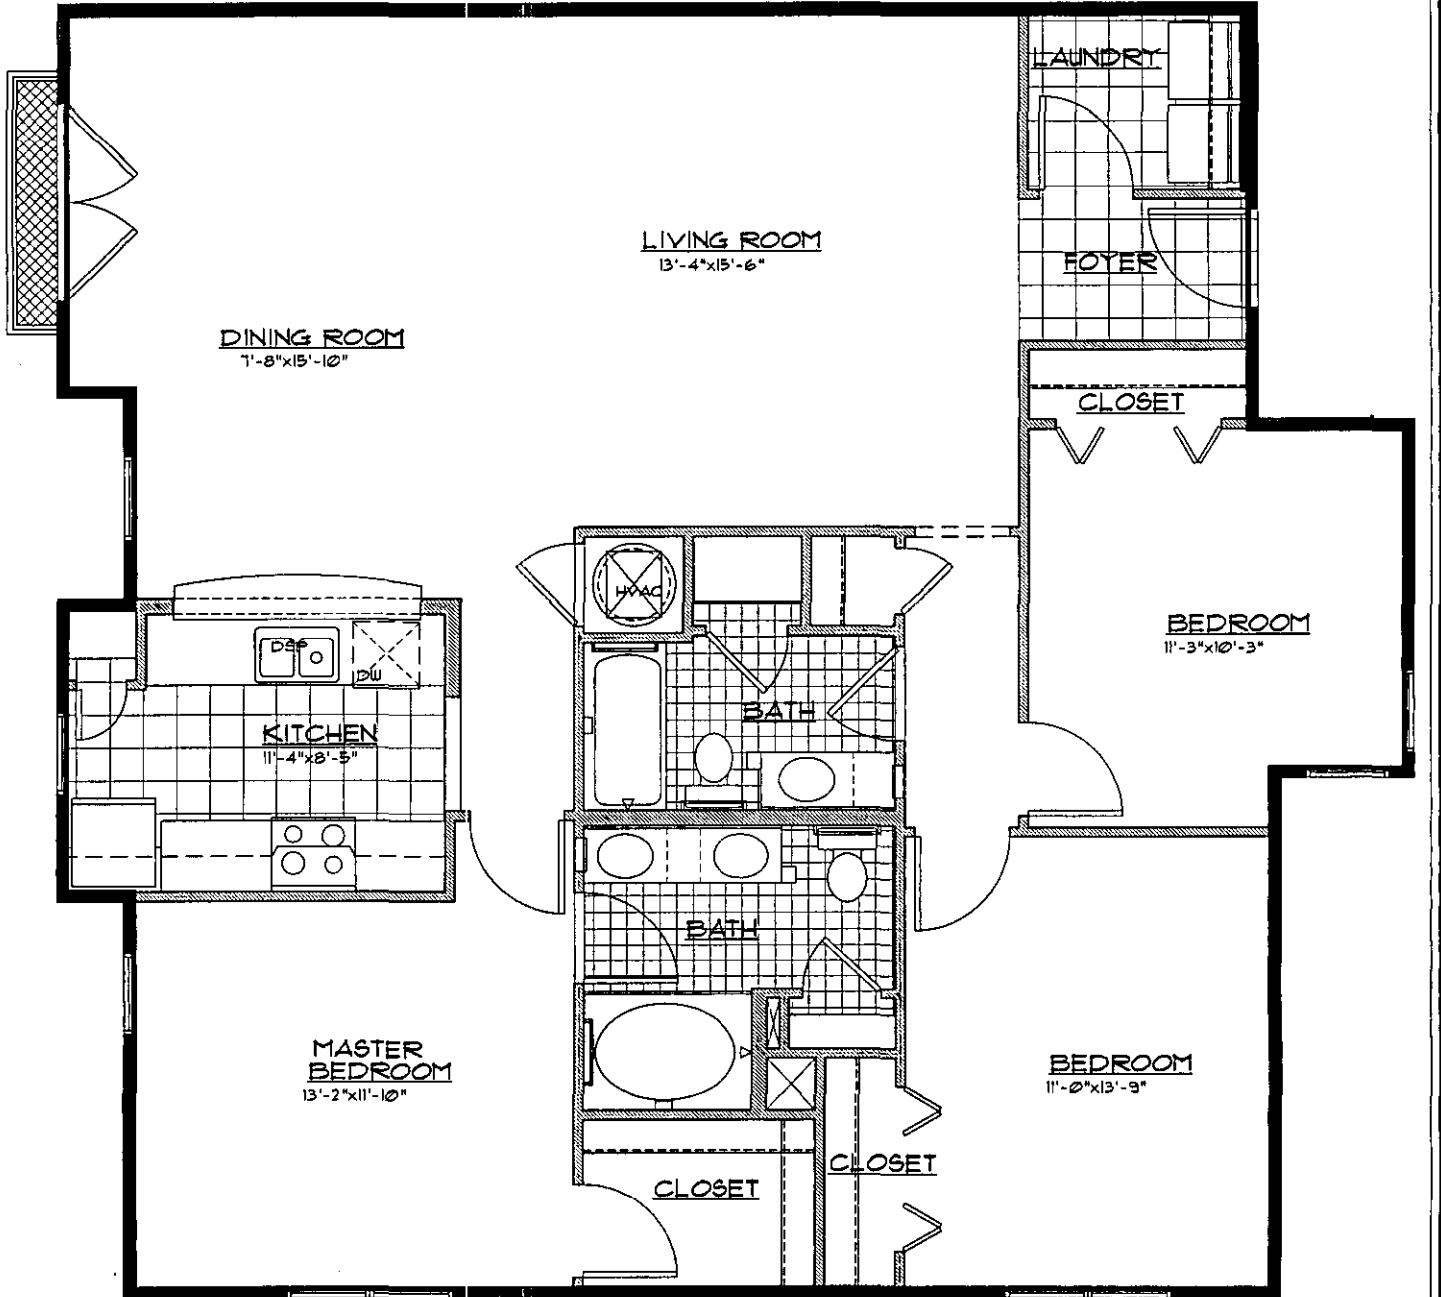 LAUNDRY
LIVING ROOM
13'-4"x15'-6"
FOYER
DINING ROOM
7'-8"x15'-10"
CLOSET
HVAC
BEDROOM
11'-3"x10'-3"
DSP
DW
BATH
KITCHEN
11'-4"x8'-5"
BATH
MASTER
BEDROOM
13'-2"x11'-10"
BEDROOM
11'-0"x13'-9"
CLOSET
CLOSET